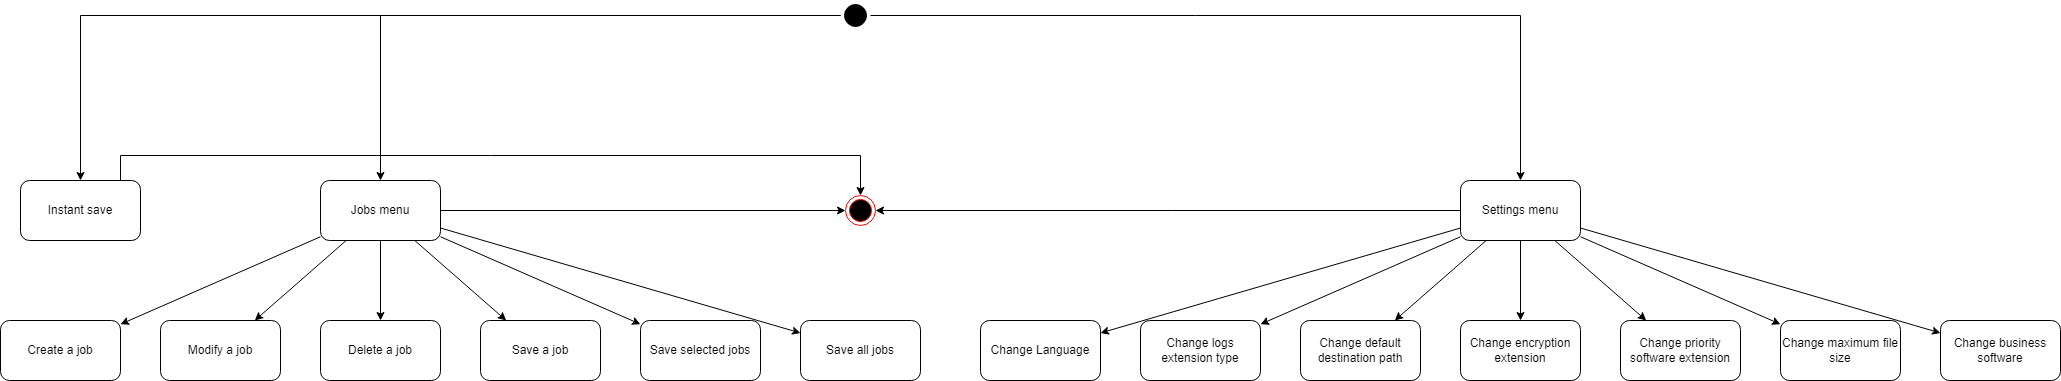 Instant save
Jobs menu
Settings menu
Create a job
Modify a job
Delete a job
Save a job
Save selected jobs
Save all jobs
Change Language
Change logs
extension type
Change default
destination path
Change encryption
extension
Change priority
software extension
Change maximum file
size
Change business
software